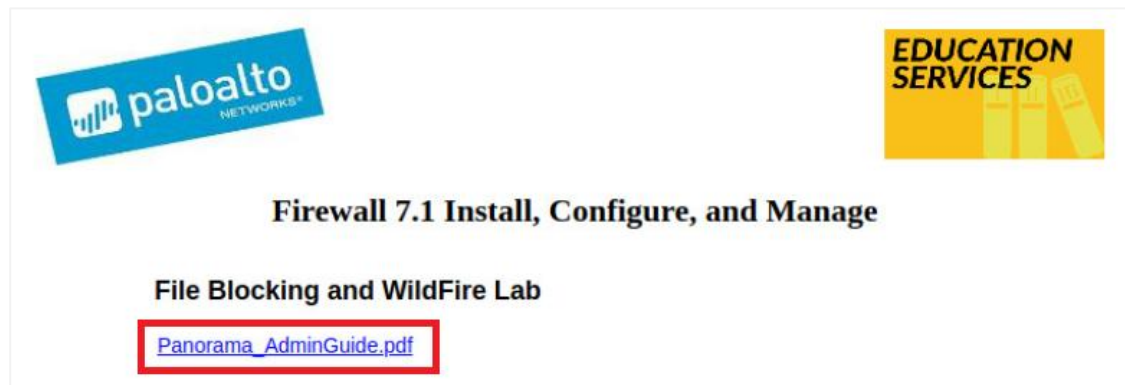 paloalto
NETWORKS®
EDUCATION
SERVICES
Firewall 7.1 Install, Configure, and Manage
File Blocking and WildFire Lab
Panorama_AdminGuide.pdf